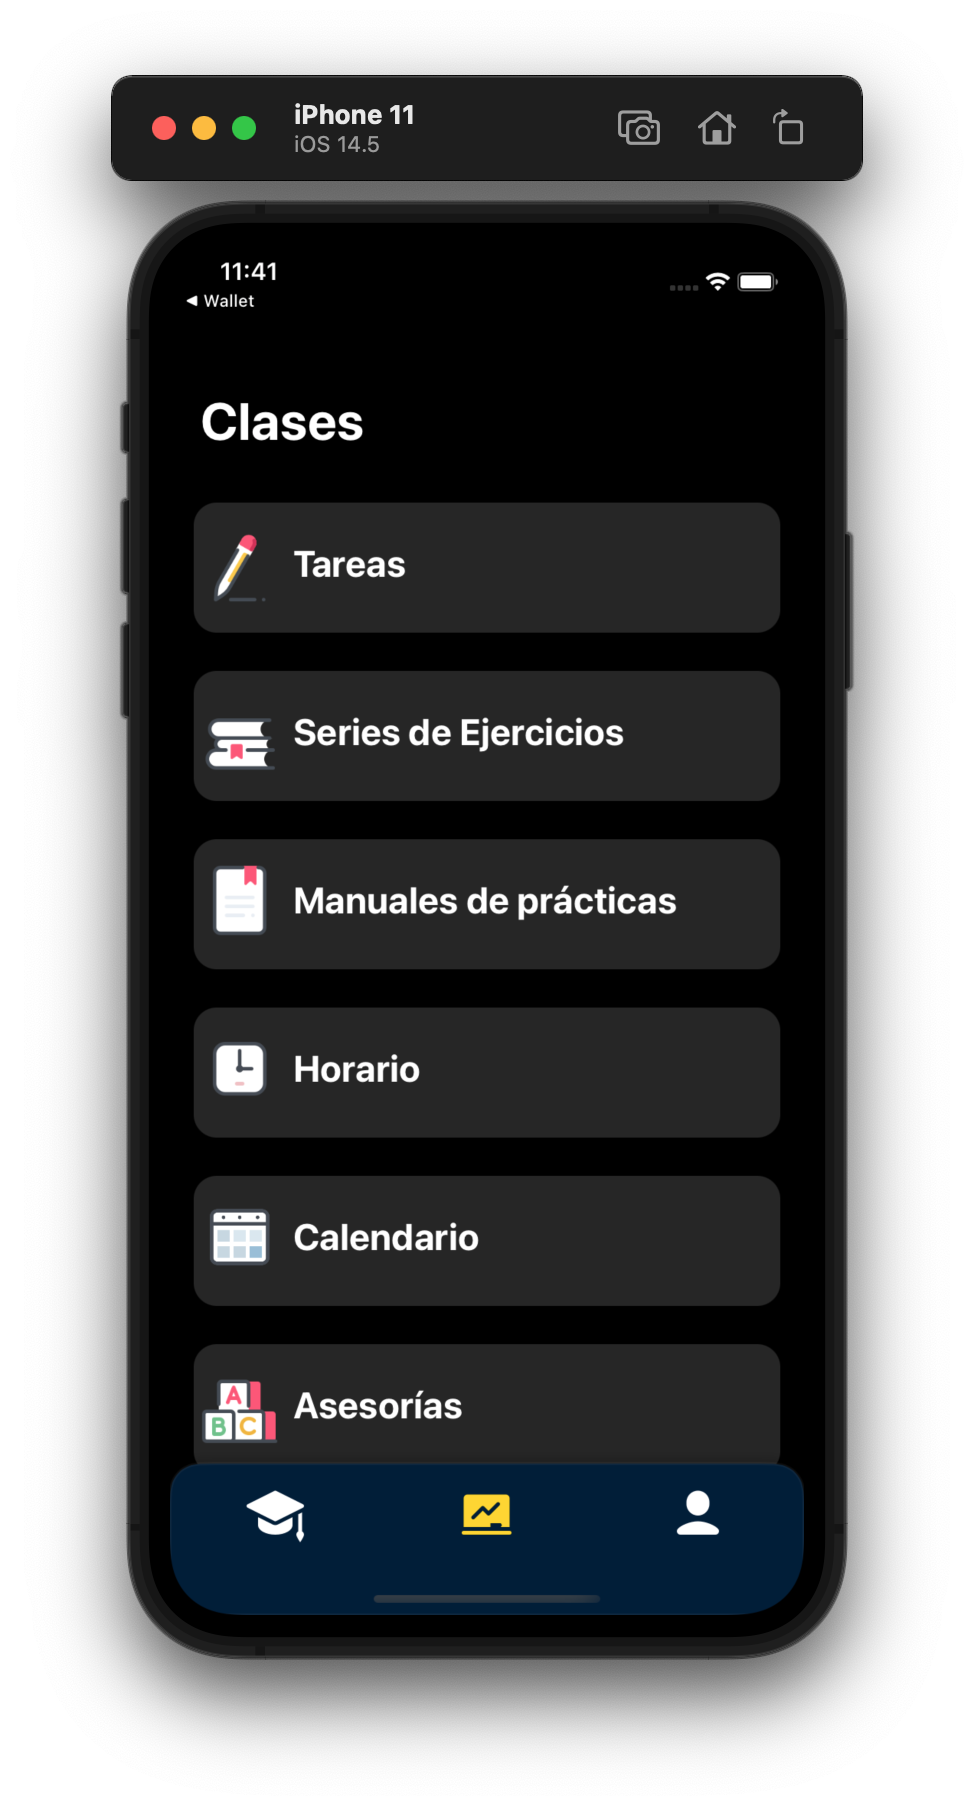 iPhone 11
iOS 14.5
11:41
◀ Wallet
Clases
Tareas
Series de Ejercicios
Manuales de prácticas
Horario
Calendario
A
B C
Asesorías